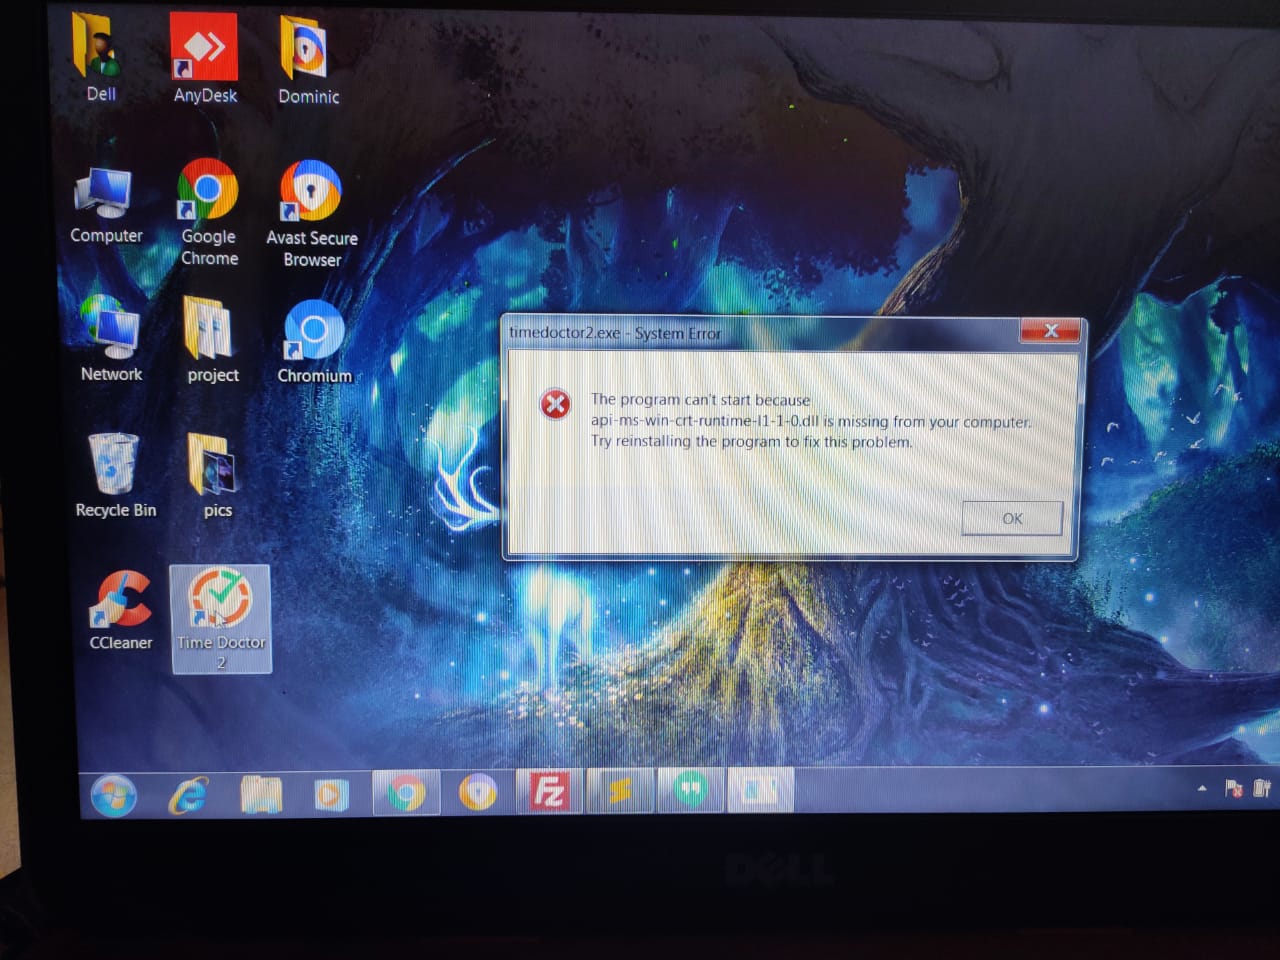 Dell
AnyDesk
Dominic
Computer
Google
Chrome
Avast Secure
Browser
Network
project
Chromium
Recycle Bin
pics
CCleaner
Time Doctor
2
timedoctor2.exe - System Error
The program can't start because
api-ms-win-crt-runtime-l1-1-0.dll is missing from your computer.
Try reinstalling the program to fix this problem.
OK
Fz
DELL